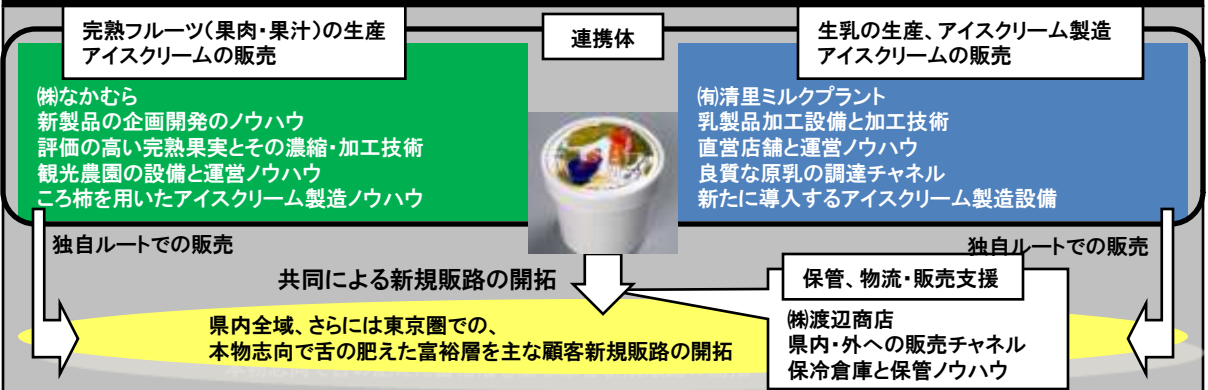 完熟フルーツ(果肉・果汁)の生産
アイスクリームの販売
連携体
生乳の生産、アイスクリーム製造
アイスクリームの販売
㈱なかむら
新製品の企画開発のノウハウ
評価の高い完熟果実とその濃縮・加工技術
観光農園の設備と運営ノウハウ
ころ柿を用いたアイスクリーム製造ノウハウ
㈲清里ミルクプラント
乳製品加工設備と加工技術
直営店舗と運営ノウハウ
良質な原乳の調達チャネル
新たに導入するアイスクリーム製造設備
独自ルートでの販売
独自ルートでの販売
共同による新規販路の開拓
保管、物流・販売支援
県内全域、さらには東京圏での、
本物志向で舌の肥えた富裕層を主な顧客新規販路の開拓
㈱渡辺商店
県内・外への販売チャネル
保冷倉庫と保管ノウハウ